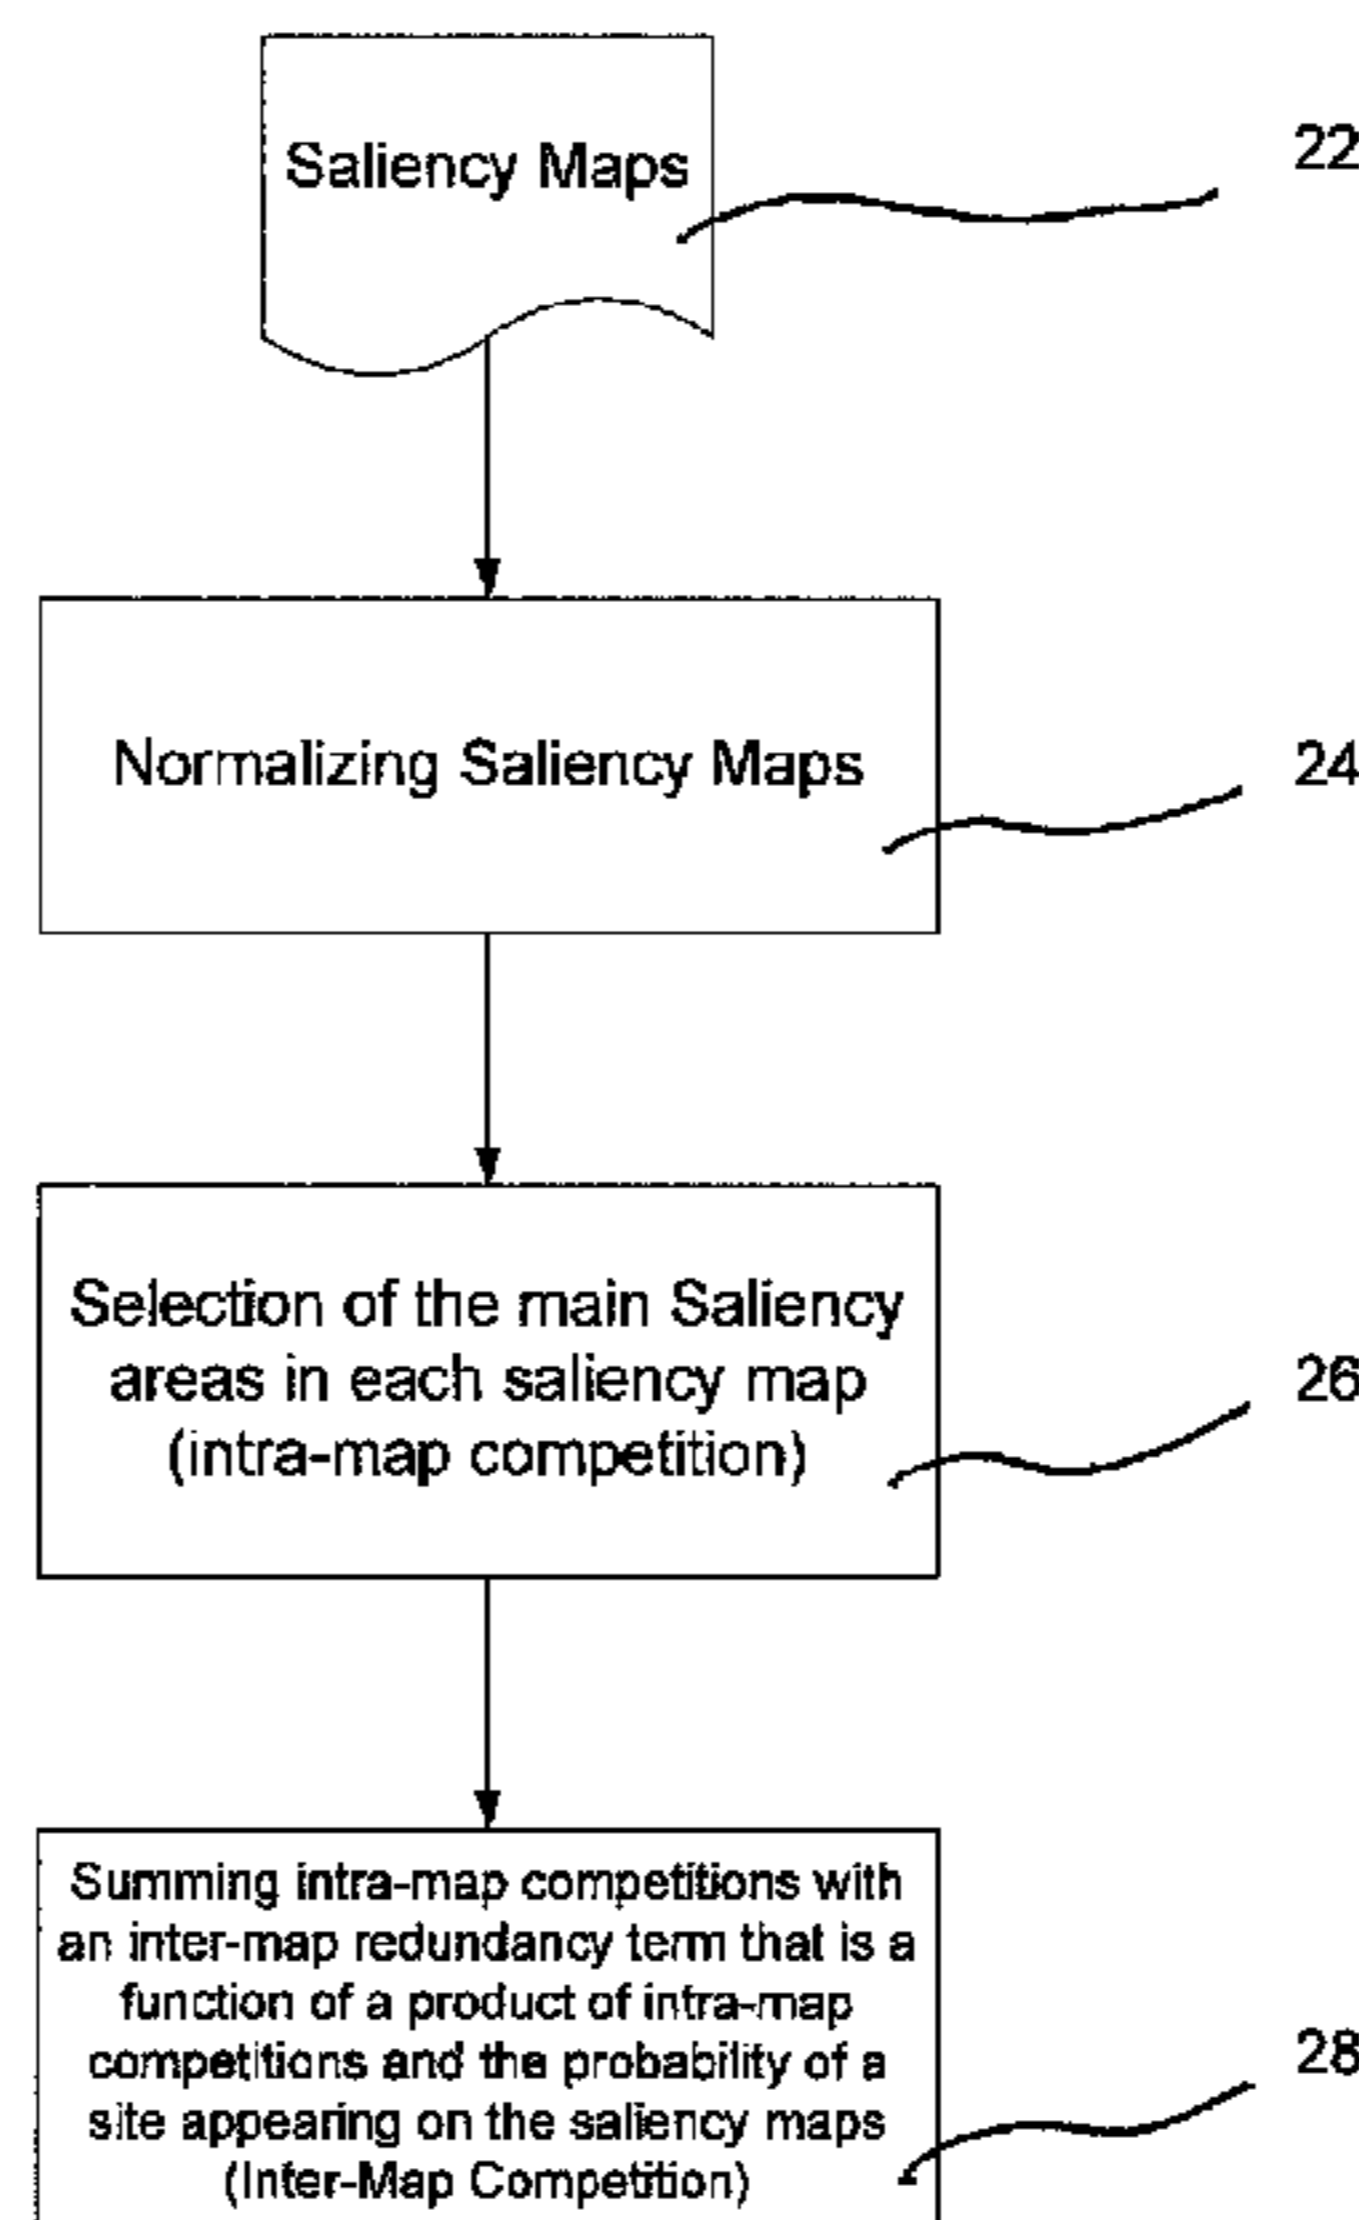 Saliency Maps
22
Normalizing Saliency Maps
24
Selection of the main Saliency
areas in each saliency map
(intra-map competition)
26
Summing intra-map competitions with
an inter-map redundancy term that is a
function of a product of intra-map
competitions and the probability of a
site appearing on the saliency maps
(Inter-Map Competition)
28